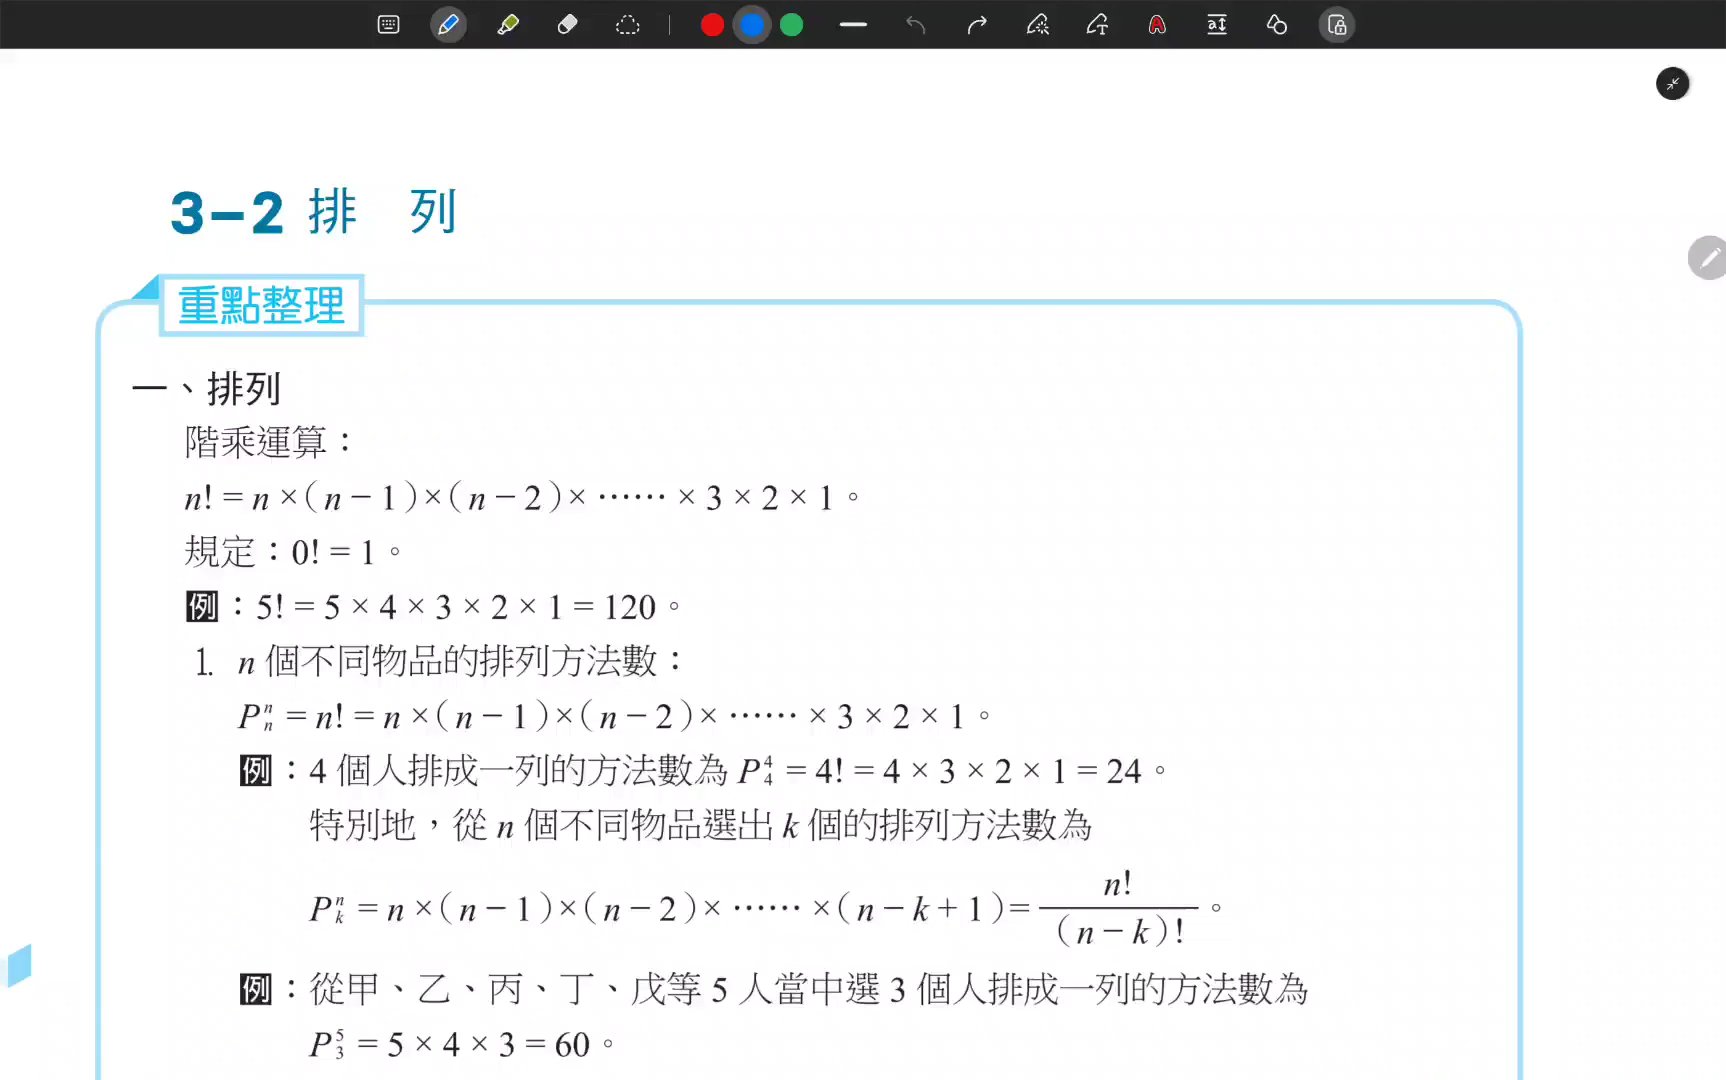 3-2 排 列
重點整理
一、排列
階乘運算：
n! = n ×( n − 1 )×( n − 2 )× …… × 3 × 2 × 1。
規定：0! = 1。
例：5! = 5 × 4 × 3 × 2 × 1 = 120。
1. n 個不同物品的排列方法數：
Pⁿₙ = n! = n ×( n − 1 )×( n − 2 )× …… × 3 × 2 × 1。
例：4 個人排成一列的方法數為 P⁴₄ = 4! = 4 × 3 × 2 × 1 = 24。
特別地，從 n 個不同物品選出 k 個的排列方法數為
Pⁿₖ = n ×( n − 1 )×( n − 2 )× …… ×( n − k + 1 )= n! / ( n − k )! 。
例：從甲、乙、丙、丁、戊等 5 人當中選 3 個人排成一列的方法數為
P⁵₃ = 5 × 4 × 3 = 60。